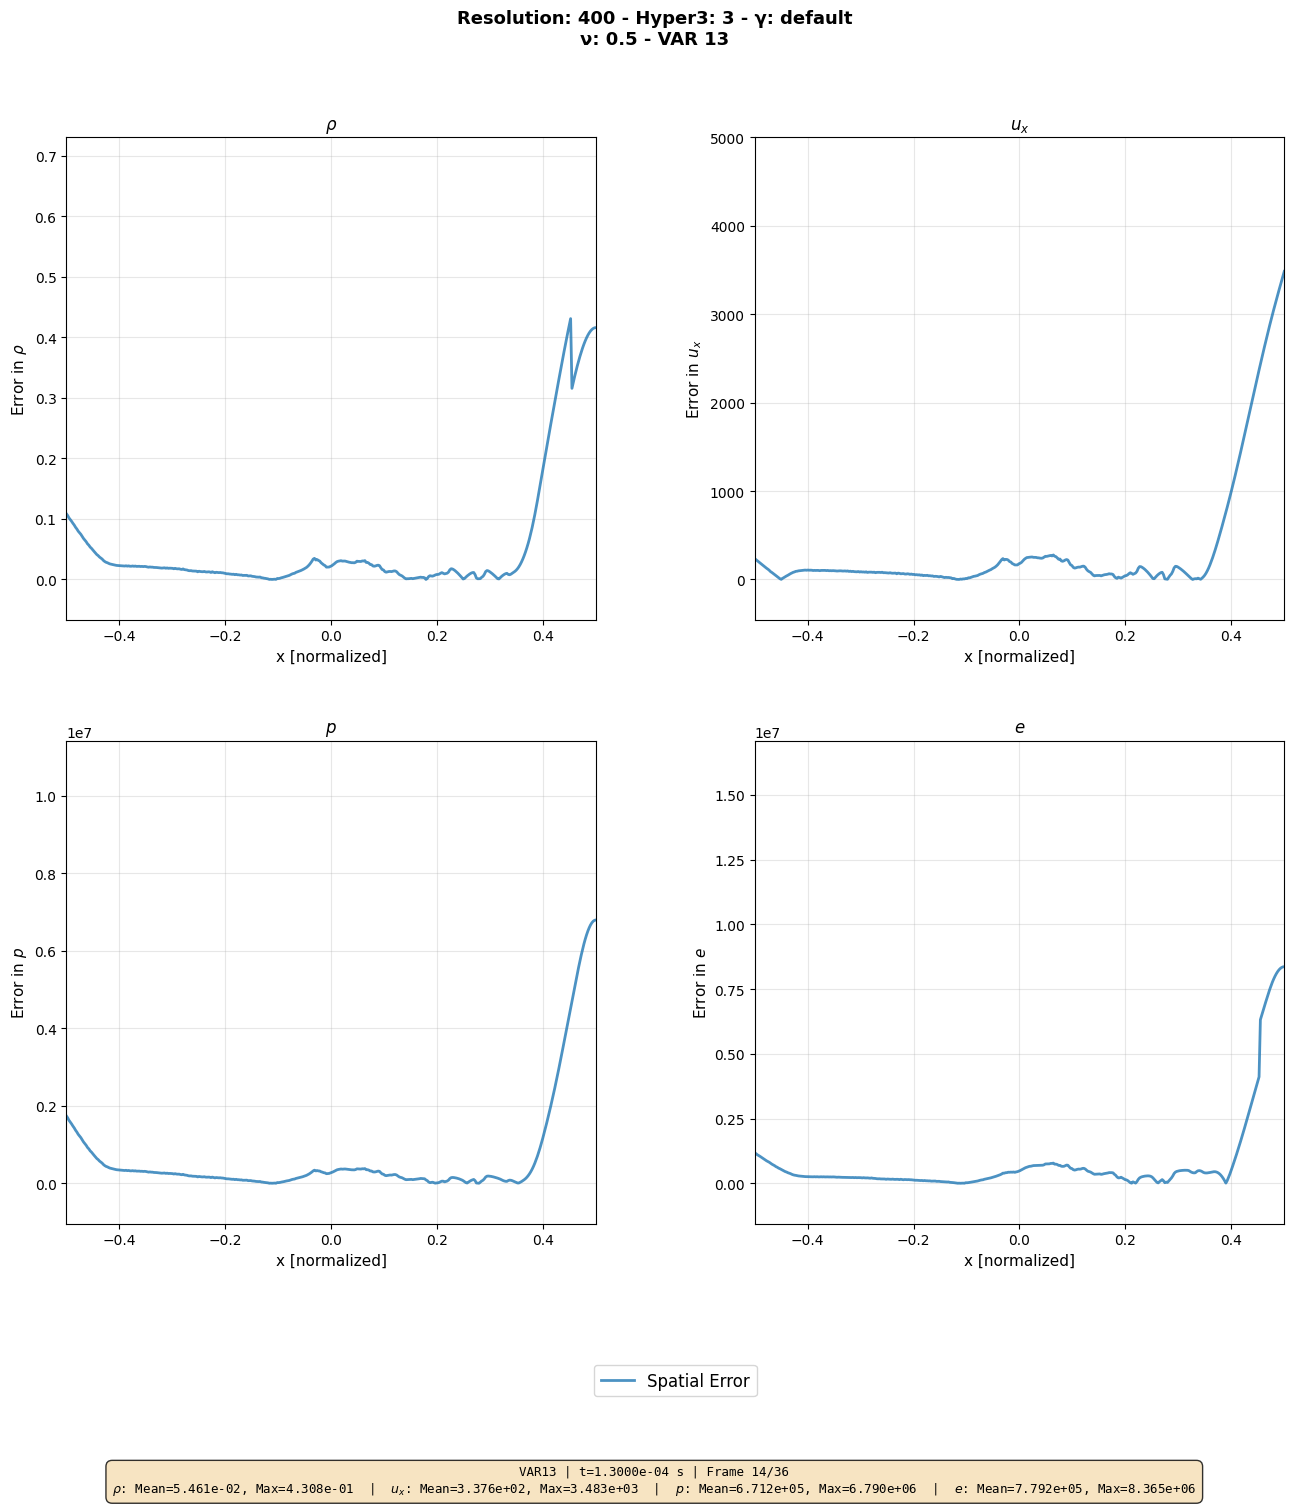 Resolution: 400 - Hyper3: 3 - γ: default
ν: 0.5 - VAR 13
ρ
Error in ρ
0.7
0.6
0.5
0.4
0.3
0.2
0.1
0.0
−0.4 −0.2 0.0 0.2 0.4
x [normalized]
u_x
Error in u_x
5000
4000
3000
2000
1000
0
−0.4 −0.2 0.0 0.2 0.4
x [normalized]
p
1e7
Error in p
1.0
0.8
0.6
0.4
0.2
0.0
−0.4 −0.2 0.0 0.2 0.4
x [normalized]
e
1e7
Error in e
1.50
1.25
1.00
0.75
0.50
0.25
0.00
−0.4 −0.2 0.0 0.2 0.4
x [normalized]
Spatial Error
VAR13 | t=1.3000e-04 s | Frame 14/36
ρ: Mean=5.461e-02, Max=4.308e-01 | u_x: Mean=3.376e+02, Max=3.483e+03 | p: Mean=6.712e+05, Max=6.790e+06 | e: Mean=7.792e+05, Max=8.365e+06